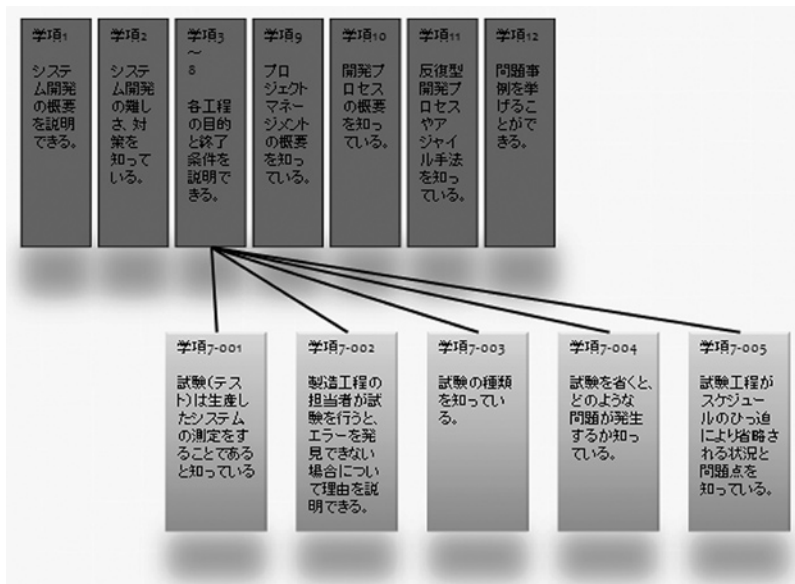 学項1
システ
ム開発
の概要
を説明
できる。
学項2
システ
ム開発
の難し
さ、対
策を
知って
いる。
学項3
～
8
各工程
の目的
と終了
条件を
説明で
きる。
学項9
プロ
ジェクト
マネー
ジメント
の概要
を知っ
ている。
学項10
開発プ
ロセス
の概要
を知っ
ている。
学項11
反復型
開発プ
ロセス
やア
ジャイ
ル手法
を知っ
ている。
学項12
問題事
例を挙
げるこ
とがで
きる。
学項7-001
試験(テス
ト)は生産し
たシステム
の測定をす
ることである
と知っている
学項7-002
製造工程の
担当者が試
験を行うと、
エラーを発
見できない
場合につい
て理由を説
明できる。
学項7-003
試験の種類
を知ってい
る。
学項7-004
試験を省くと、
どのような
問題が発生
するか知っ
ている。
学項7-005
試験工程が
スケジュー
ルのひっ迫
により省略さ
れる状況と
問題点を
知っている。